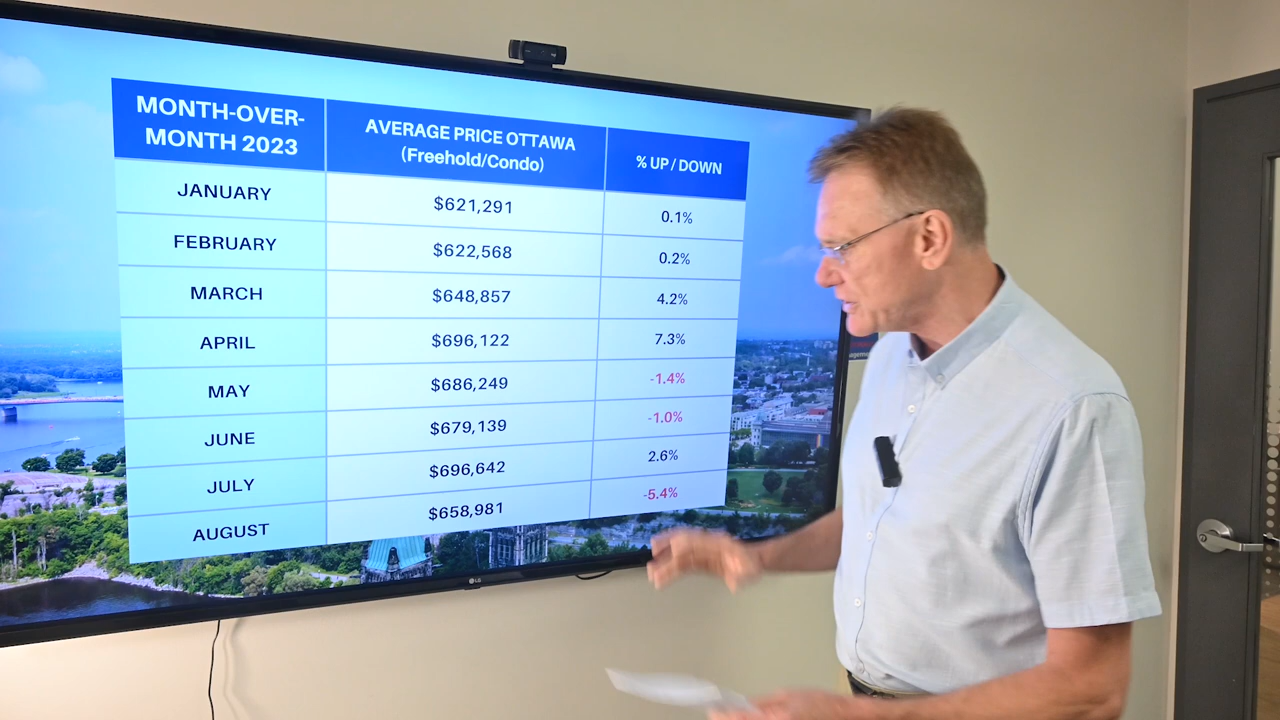 MONTH-OVER-
MONTH 2023
AVERAGE PRICE OTTAWA
(Freehold/Condo)
% UP / DOWN
JANUARY $621,291 0.1%
FEBRUARY $622,568 0.2%
MARCH $648,857 4.2%
APRIL $696,122 7.3%
MAY $686,249 -1.4%
JUNE $679,139 -1.0%
JULY $696,642 2.6%
AUGUST $658,981 -5.4%
LG